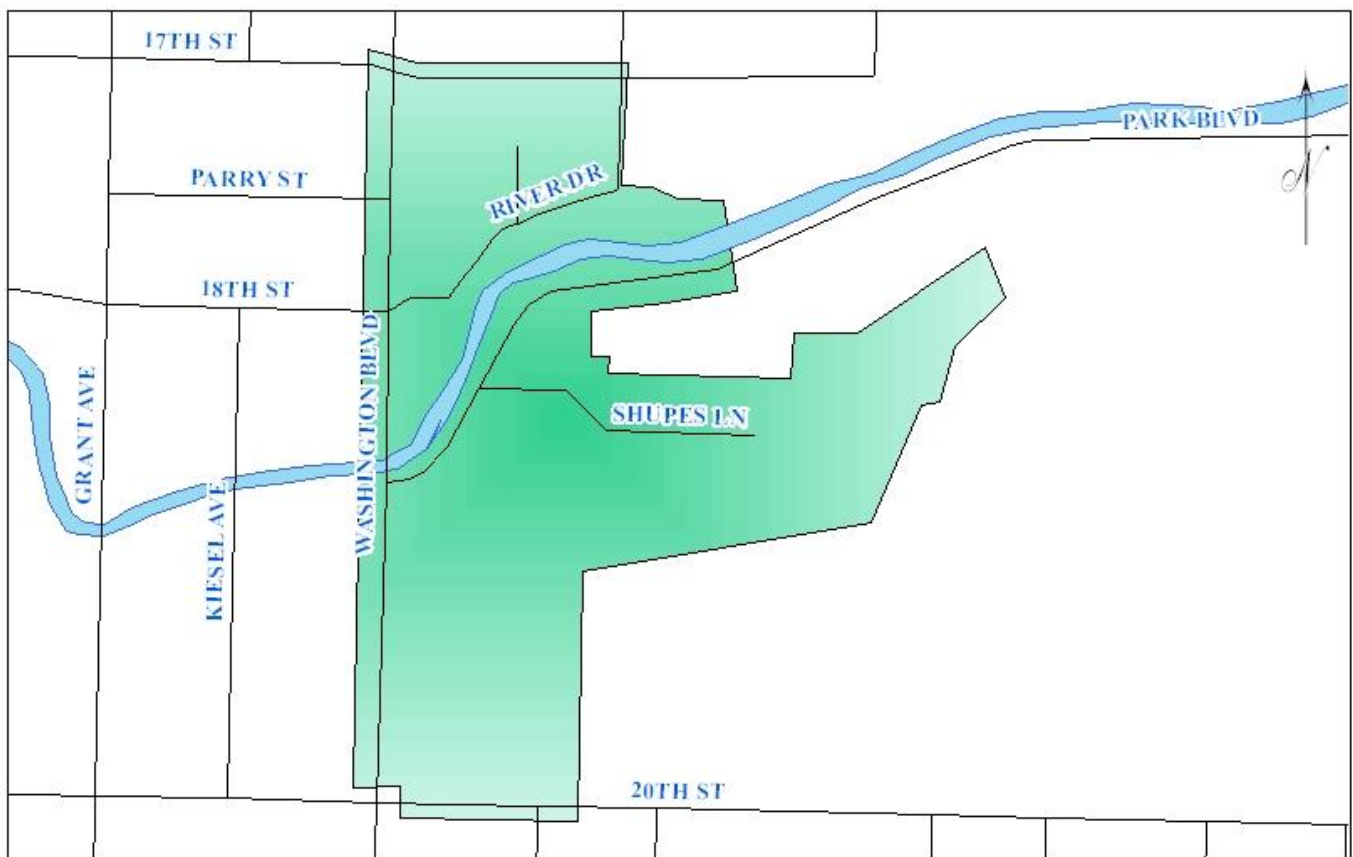 17TH ST
PARK BLVD
N
PARRY ST
RIVER DR
18TH ST
WASHINGTON BLVD
GRANT AVE
SHUPES LN
KIESEL AVE
20TH ST